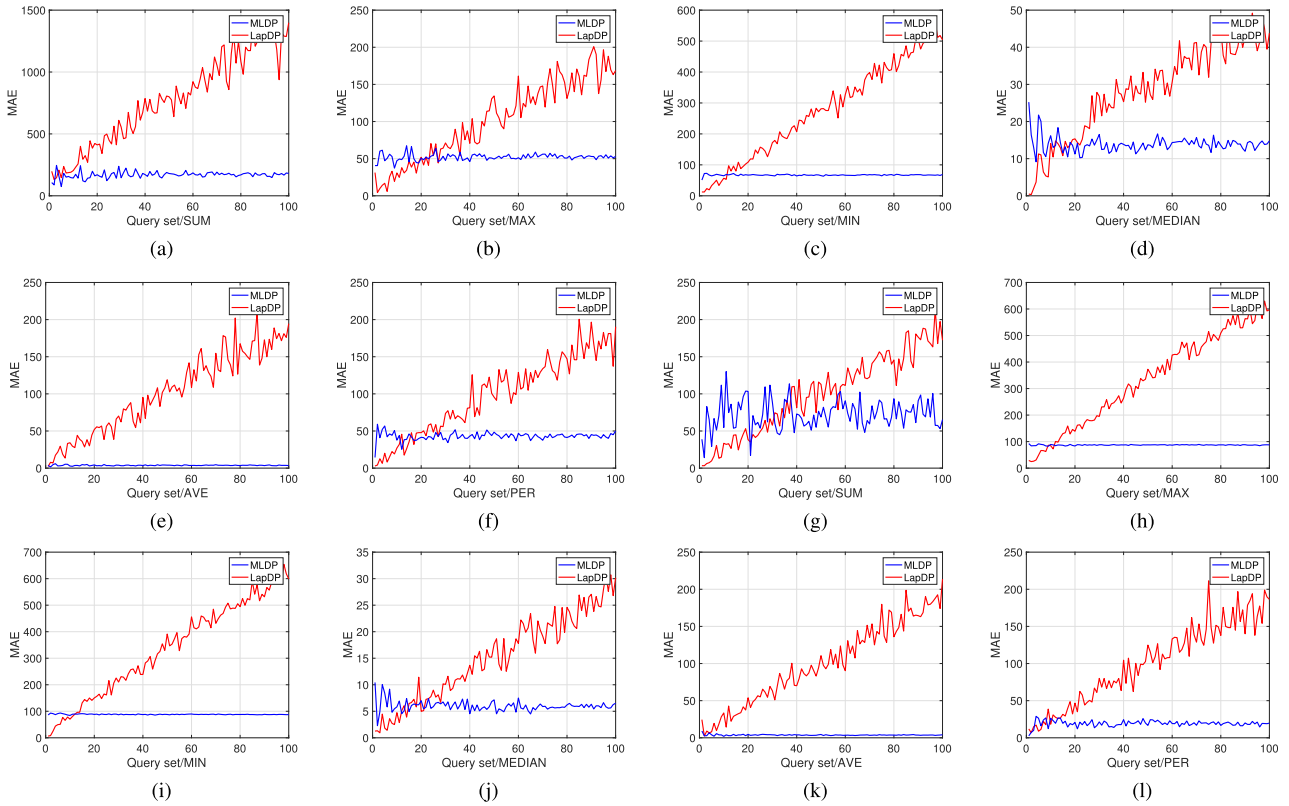 1500
1000
500
0
MAE
0 20 40 60 80 100
Query set/SUM
MLDP
LapDP
(a)
250
200
150
100
50
0
MAE
0 20 40 60 80 100
Query set/MAX
MLDP
LapDP
(b)
600
500
400
300
200
100
0
MAE
0 20 40 60 80 100
Query set/MIN
MLDP
LapDP
(c)
50
40
30
20
10
0
MAE
0 20 40 60 80 100
Query set/MEDIAN
MLDP
LapDP
(d)
250
200
150
100
50
0
MAE
0 20 40 60 80 100
Query set/AVE
MLDP
LapDP
(e)
250
200
150
100
50
0
MAE
0 20 40 60 80 100
Query set/PER
MLDP
LapDP
(f)
250
200
150
100
50
0
MAE
0 20 40 60 80 100
Query set/SUM
MLDP
LapDP
(g)
700
600
500
400
300
200
100
0
MAE
0 20 40 60 80 100
Query set/MAX
MLDP
LapDP
(h)
700
600
500
400
300
200
100
0
MAE
0 20 40 60 80 100
Query set/MIN
MLDP
LapDP
(i)
35
30
25
20
15
10
5
0
MAE
0 20 40 60 80 100
Query set/MEDIAN
MLDP
LapDP
(j)
250
200
150
100
50
0
MAE
0 20 40 60 80 100
Query set/AVE
MLDP
LapDP
(k)
250
200
150
100
50
0
MAE
0 20 40 60 80 100
Query set/PER
MLDP
LapDP
(l)